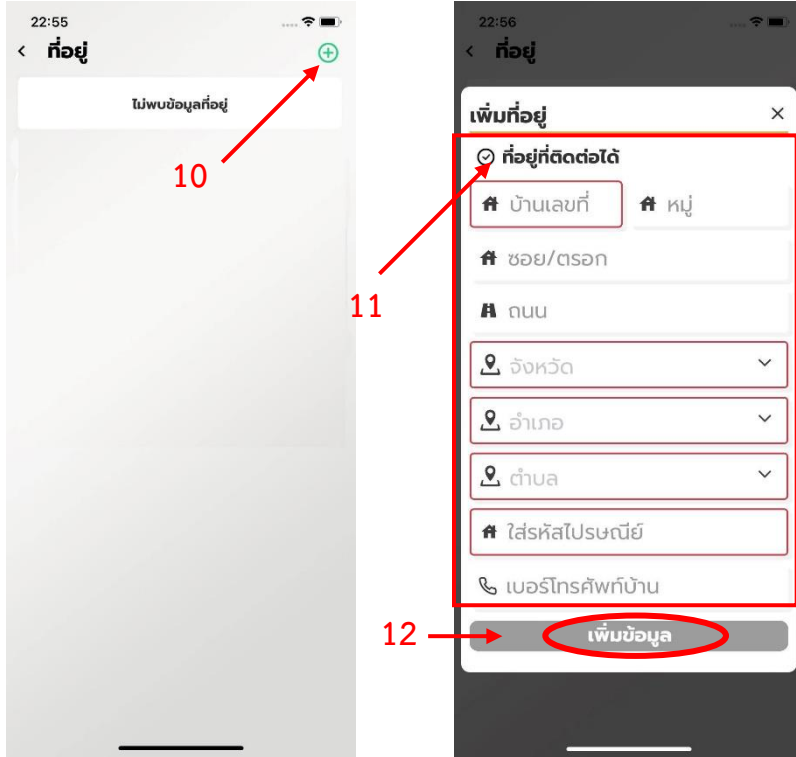 22:55
ที่อยู่
ไม่พบข้อมูลที่อยู่
10
11
22:56
ที่อยู่
เพิ่มที่อยู่
ที่อยู่ที่ติดต่อได้
บ้านเลขที่
หมู่
ซอย/ตรอก
ถนน
จังหวัด
อำเภอ
ตำบล
ใส่รหัสไปรษณีย์
เบอร์โทรศัพท์บ้าน
12
เพิ่มข้อมูล